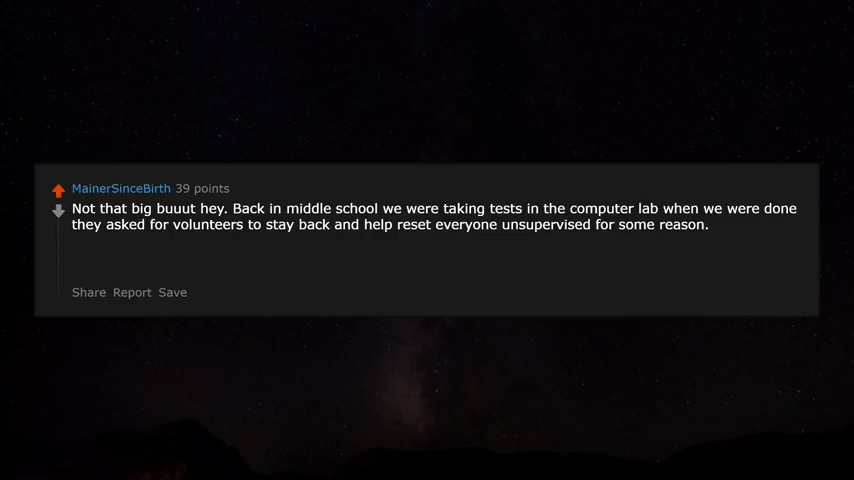 MainerSinceBirth 39 points
Not that big buuut hey. Back in middle school we were taking tests in the computer lab when we were done
they asked for volunteers to stay back and help reset everyone unsupervised for some reason.
Share Report Save